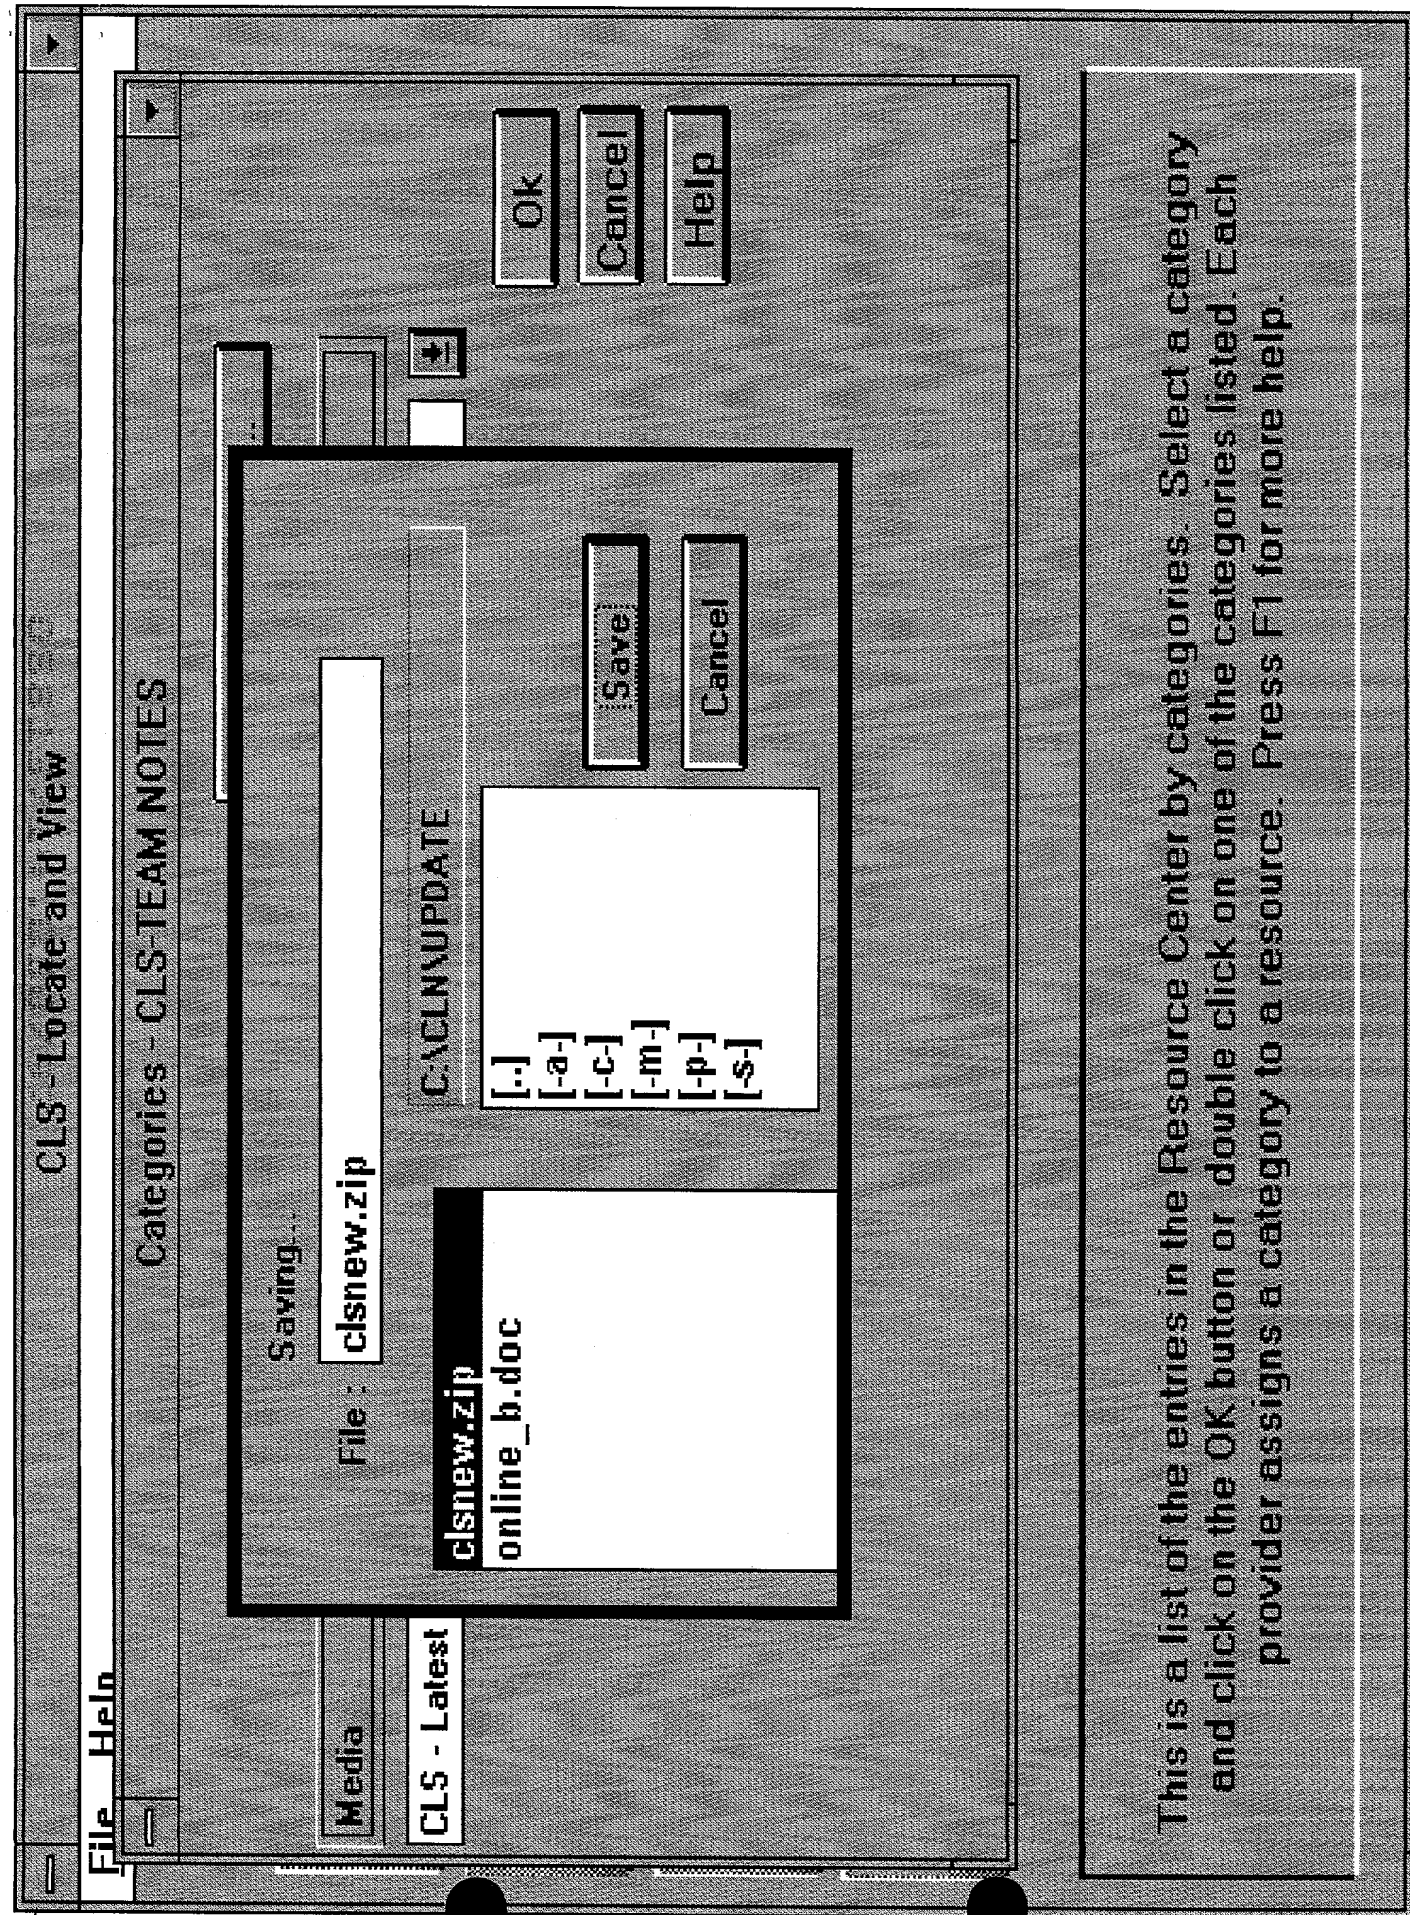 CLS - Locate and View
File Help
Categories - CLS-TEAM NOTES
Saving...
File : clsnew.zip
C:\CLN\UPDATE
clsnew.zip
online_b.doc
[..]
[-a-]
[-c-]
[-m-]
[-p-]
[-s-]
Save
Cancel
Media
CLS - Latest
Ok
Cancel
Help
This is a list of the entries in the Resource Center by categories. Select a category
and click on the OK button or double click on one of the categories listed. Each
provider assigns a category to a resource. Press F1 for more help.